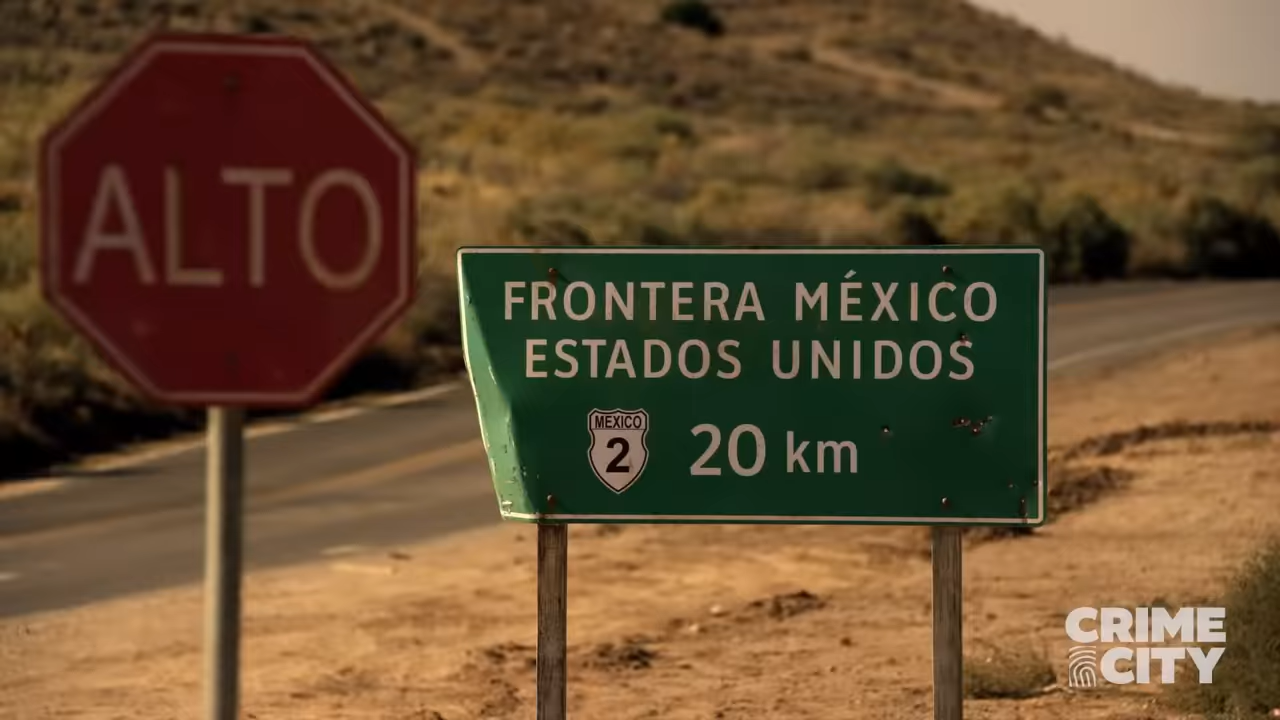 ALTO
FRONTERA MÉXICO
ESTADOS UNIDOS
MEXICO
2
20 km
CRIME
CITY